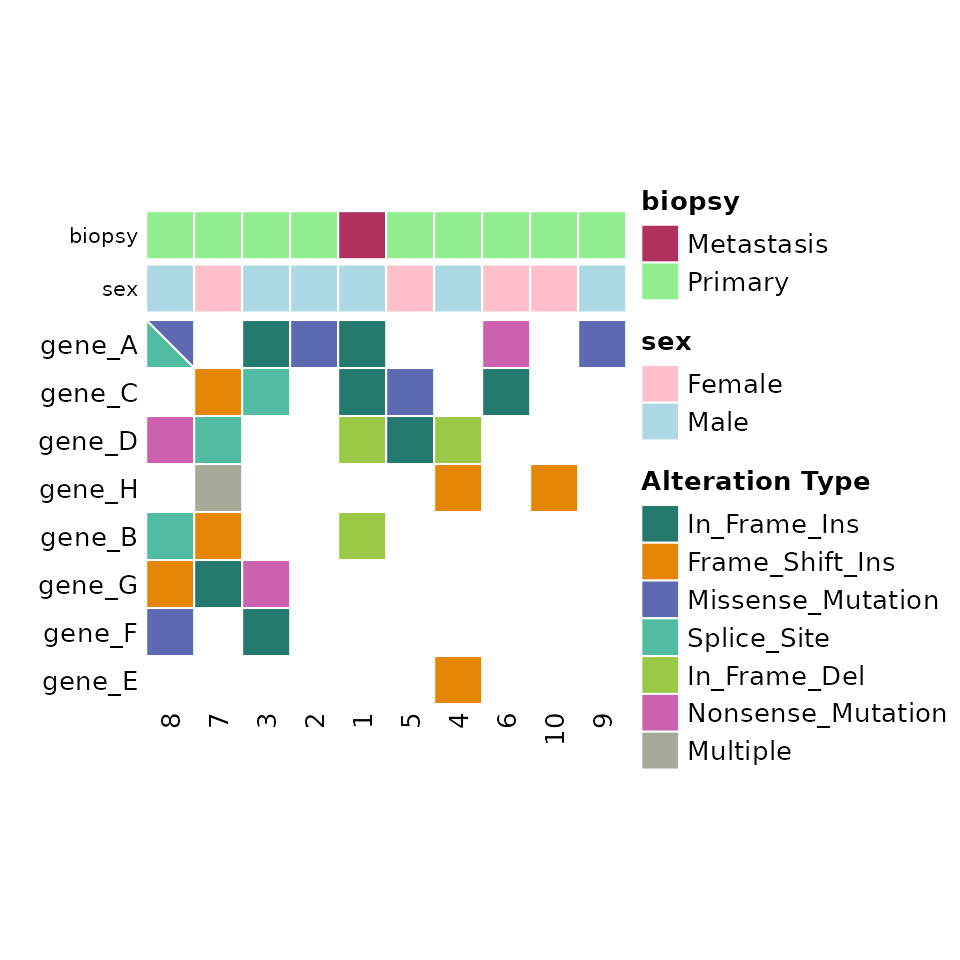 biopsy
sex
gene_A
gene_C
gene_D
gene_H
gene_B
gene_G
gene_F
gene_E
8 7 3 2 1 5 4 6 10 9
biopsy
Metastasis
Primary
sex
Female
Male
Alteration Type
In_Frame_Ins
Frame_Shift_Ins
Missense_Mutation
Splice_Site
In_Frame_Del
Nonsense_Mutation
Multiple